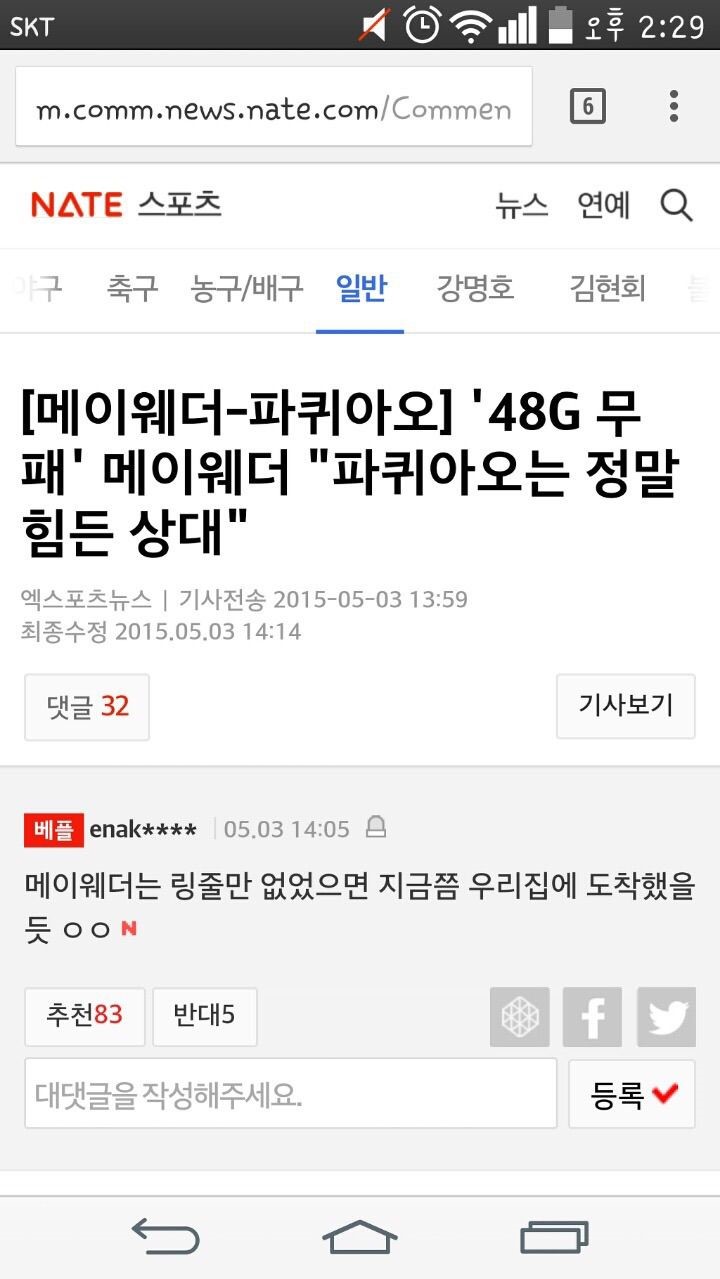 SKT 오후 2:29
m.comm.news.nate.com/Commen 6
NATE 스포츠 뉴스 연예
야구 축구 농구/배구 일반 강명호 김현회
[메이웨더-파퀴아오] '48G 무
패' 메이웨더 "파퀴아오는 정말
힘든 상대"
엑스포츠뉴스 | 기사전송 2015-05-03 13:59
최종수정 2015.05.03 14:14
댓글 32 기사보기
베플 enak**** 05.03 14:05
메이웨더는 링줄만 없었으면 지금쯤 우리집에 도착했을
듯 ㅇㅇ N
추천83 반대5
대댓글을 작성해주세요. 등록